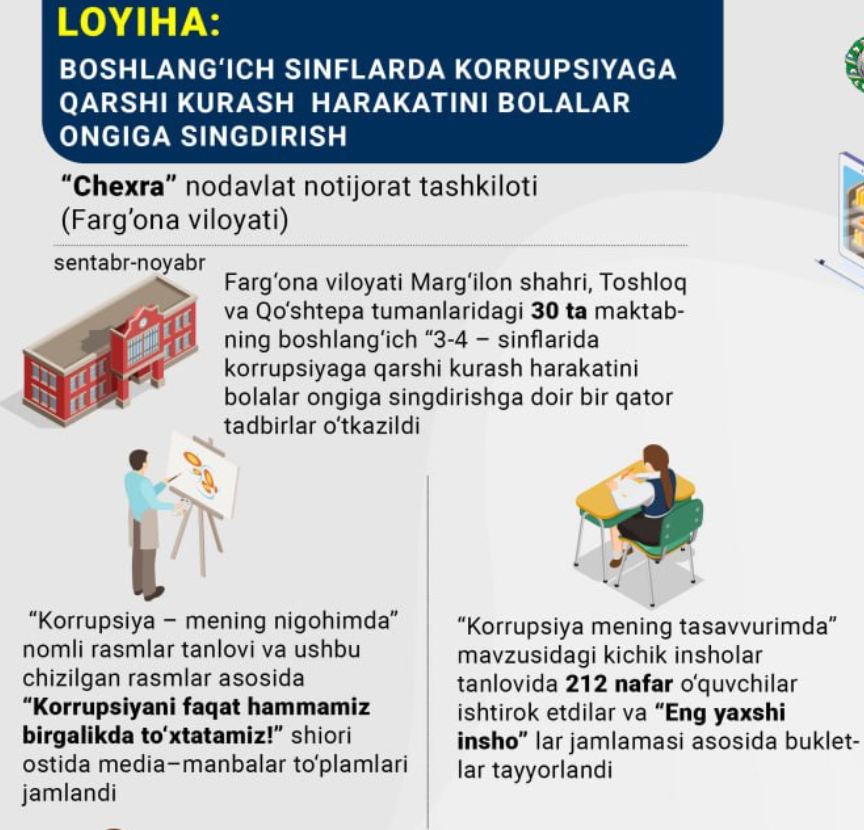 LOYIHA:
BOSHLANG‘ICH SINFLARDA KORRUPSIYAGA
QARSHI KURASH HARAKATINI BOLALAR
ONGIGA SINGDIRISH
“Chexra” nodavlat notijorat tashkiloti
(Farg’ona viloyati)
sentabr-noyabr
Farg‘ona viloyati Marg‘ilon shahri, Toshloq
va Qo‘shtepa tumanlaridagi 30 ta maktab-
ning boshlang‘ich “3-4 – sinflarida
korrupsiyaga qarshi kurash harakatini
bolalar ongiga singdirishga doir bir qator
tadbirlar o‘tkazildi
“Korrupsiya – mening nigohimda”
nomli rasmlar tanlovi va ushbu
chizilgan rasmlar asosida
“Korrupsiyani faqat hammamiz
birgalikda to‘xtatamiz!” shiori
ostida media–manbalar to‘plamlari
jamlandi
“Korrupsiya mening tasavvurimda”
mavzusidagi kichik insholar
tanlovida 212 nafar o‘quvchilar
ishtirok etdilar va “Eng yaxshi
insho” lar jamlamasi asosida buklet-
lar tayyorlandi